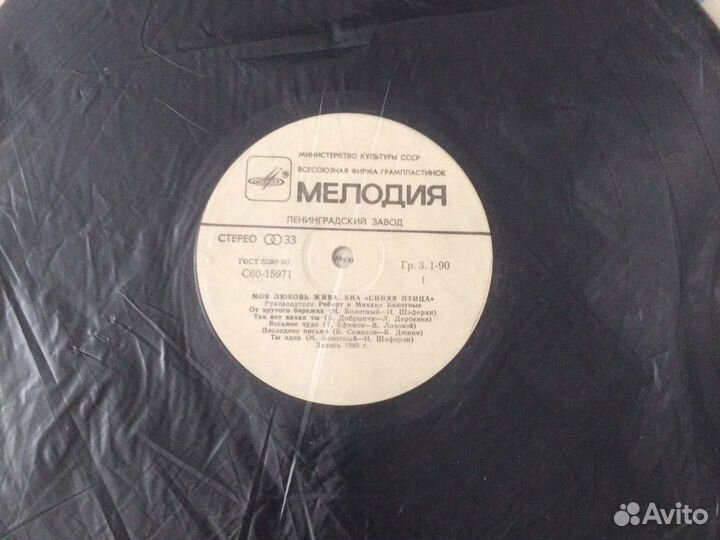 МИНИСТЕРСТВО КУЛЬТУРЫ СССР
ВСЕСОЮЗНАЯ ФИРМА ГРАМПЛАСТИНОК
МЕЛОДИЯ
ЛЕНИНГРАДСКИЙ ЗАВОД
СТЕРЕО 33
ГОСТ 5289-80
С60-15971
Гр. 3. 1-90
1
Музы
МОЯ ЛЮБОВЬ ЖИВА. ВИА «СИНЯЯ ПТИЦА»
Руководители Роберт и Михаил Болотные
От крутого бережка (М. Болотный—И. Шаферан)
Так вот какая ты (В. Добрынин—Л. Дербенев)
Восьмое чудо (Т. Ефимов—В. Луговой)
Последнее письмо (В. Семенов—В. Дюнин)
Ты одна (М. Болотный—И. Шаферан)
Запись 1980 г.
Avito